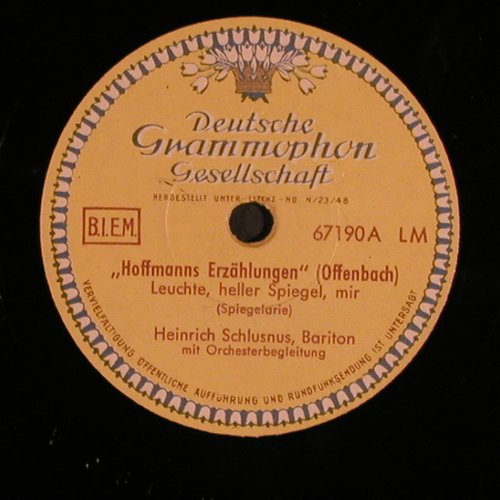 Deutsche
Grammophon
Gesellschaft
HERGESTELLT UNTER LIZENZ-NO. N/23/48
B.I.E.M.
67190 A LM
„Hoffmanns Erzählungen" (Offenbach)
Leuchte, heller Spiegel, mir
(Spiegelarie)
Heinrich Schlusnus, Bariton
mit Orchesterbegleitung
VERVIELFÄLTIGUNG, ÖFFENTLICHE AUFFÜHRUNG UND RUNDFUNKSENDUNG IST UNTERSAGT